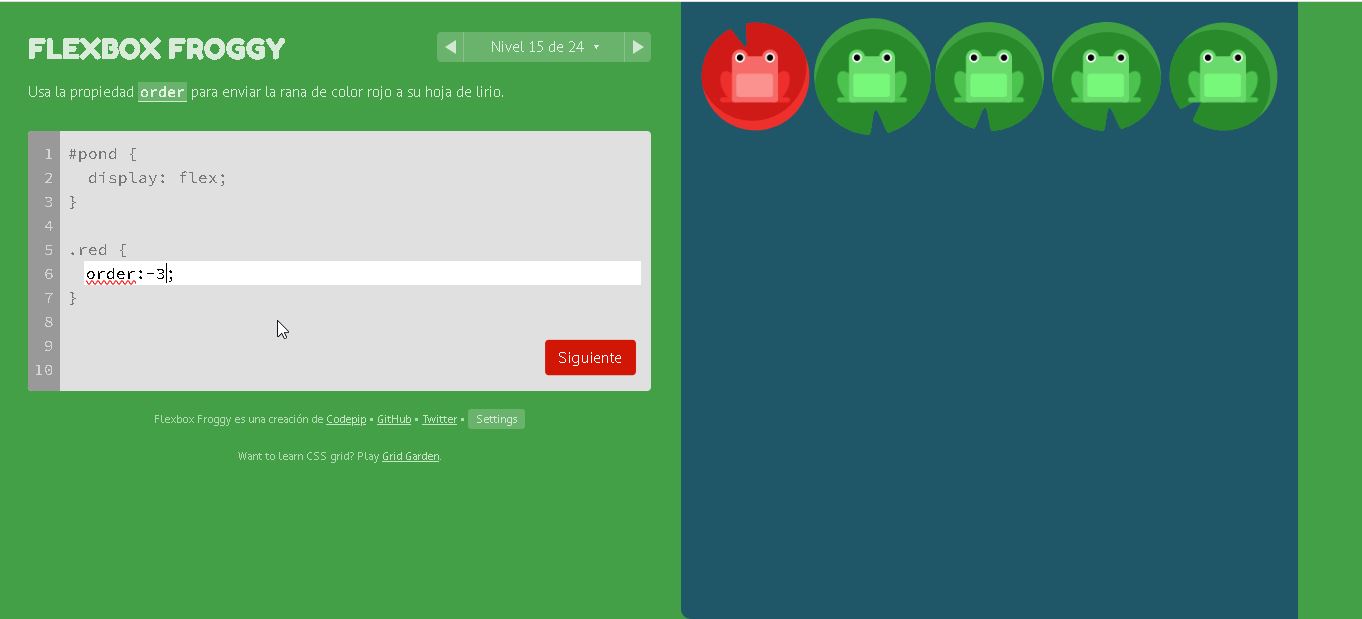 FLEXBOX FROGGY
Nivel 15 de 24
Usa la propiedad order para enviar la rana de color rojo a su hoja de lirio.
1 #pond {
2 display: flex;
3 }
4
5 .red {
6 order:-3;
7 }
8
9
10
Siguiente
Flexbox Froggy es una creación de Codepip • GitHub • Twitter • Settings
Want to learn CSS grid? Play Grid Garden.